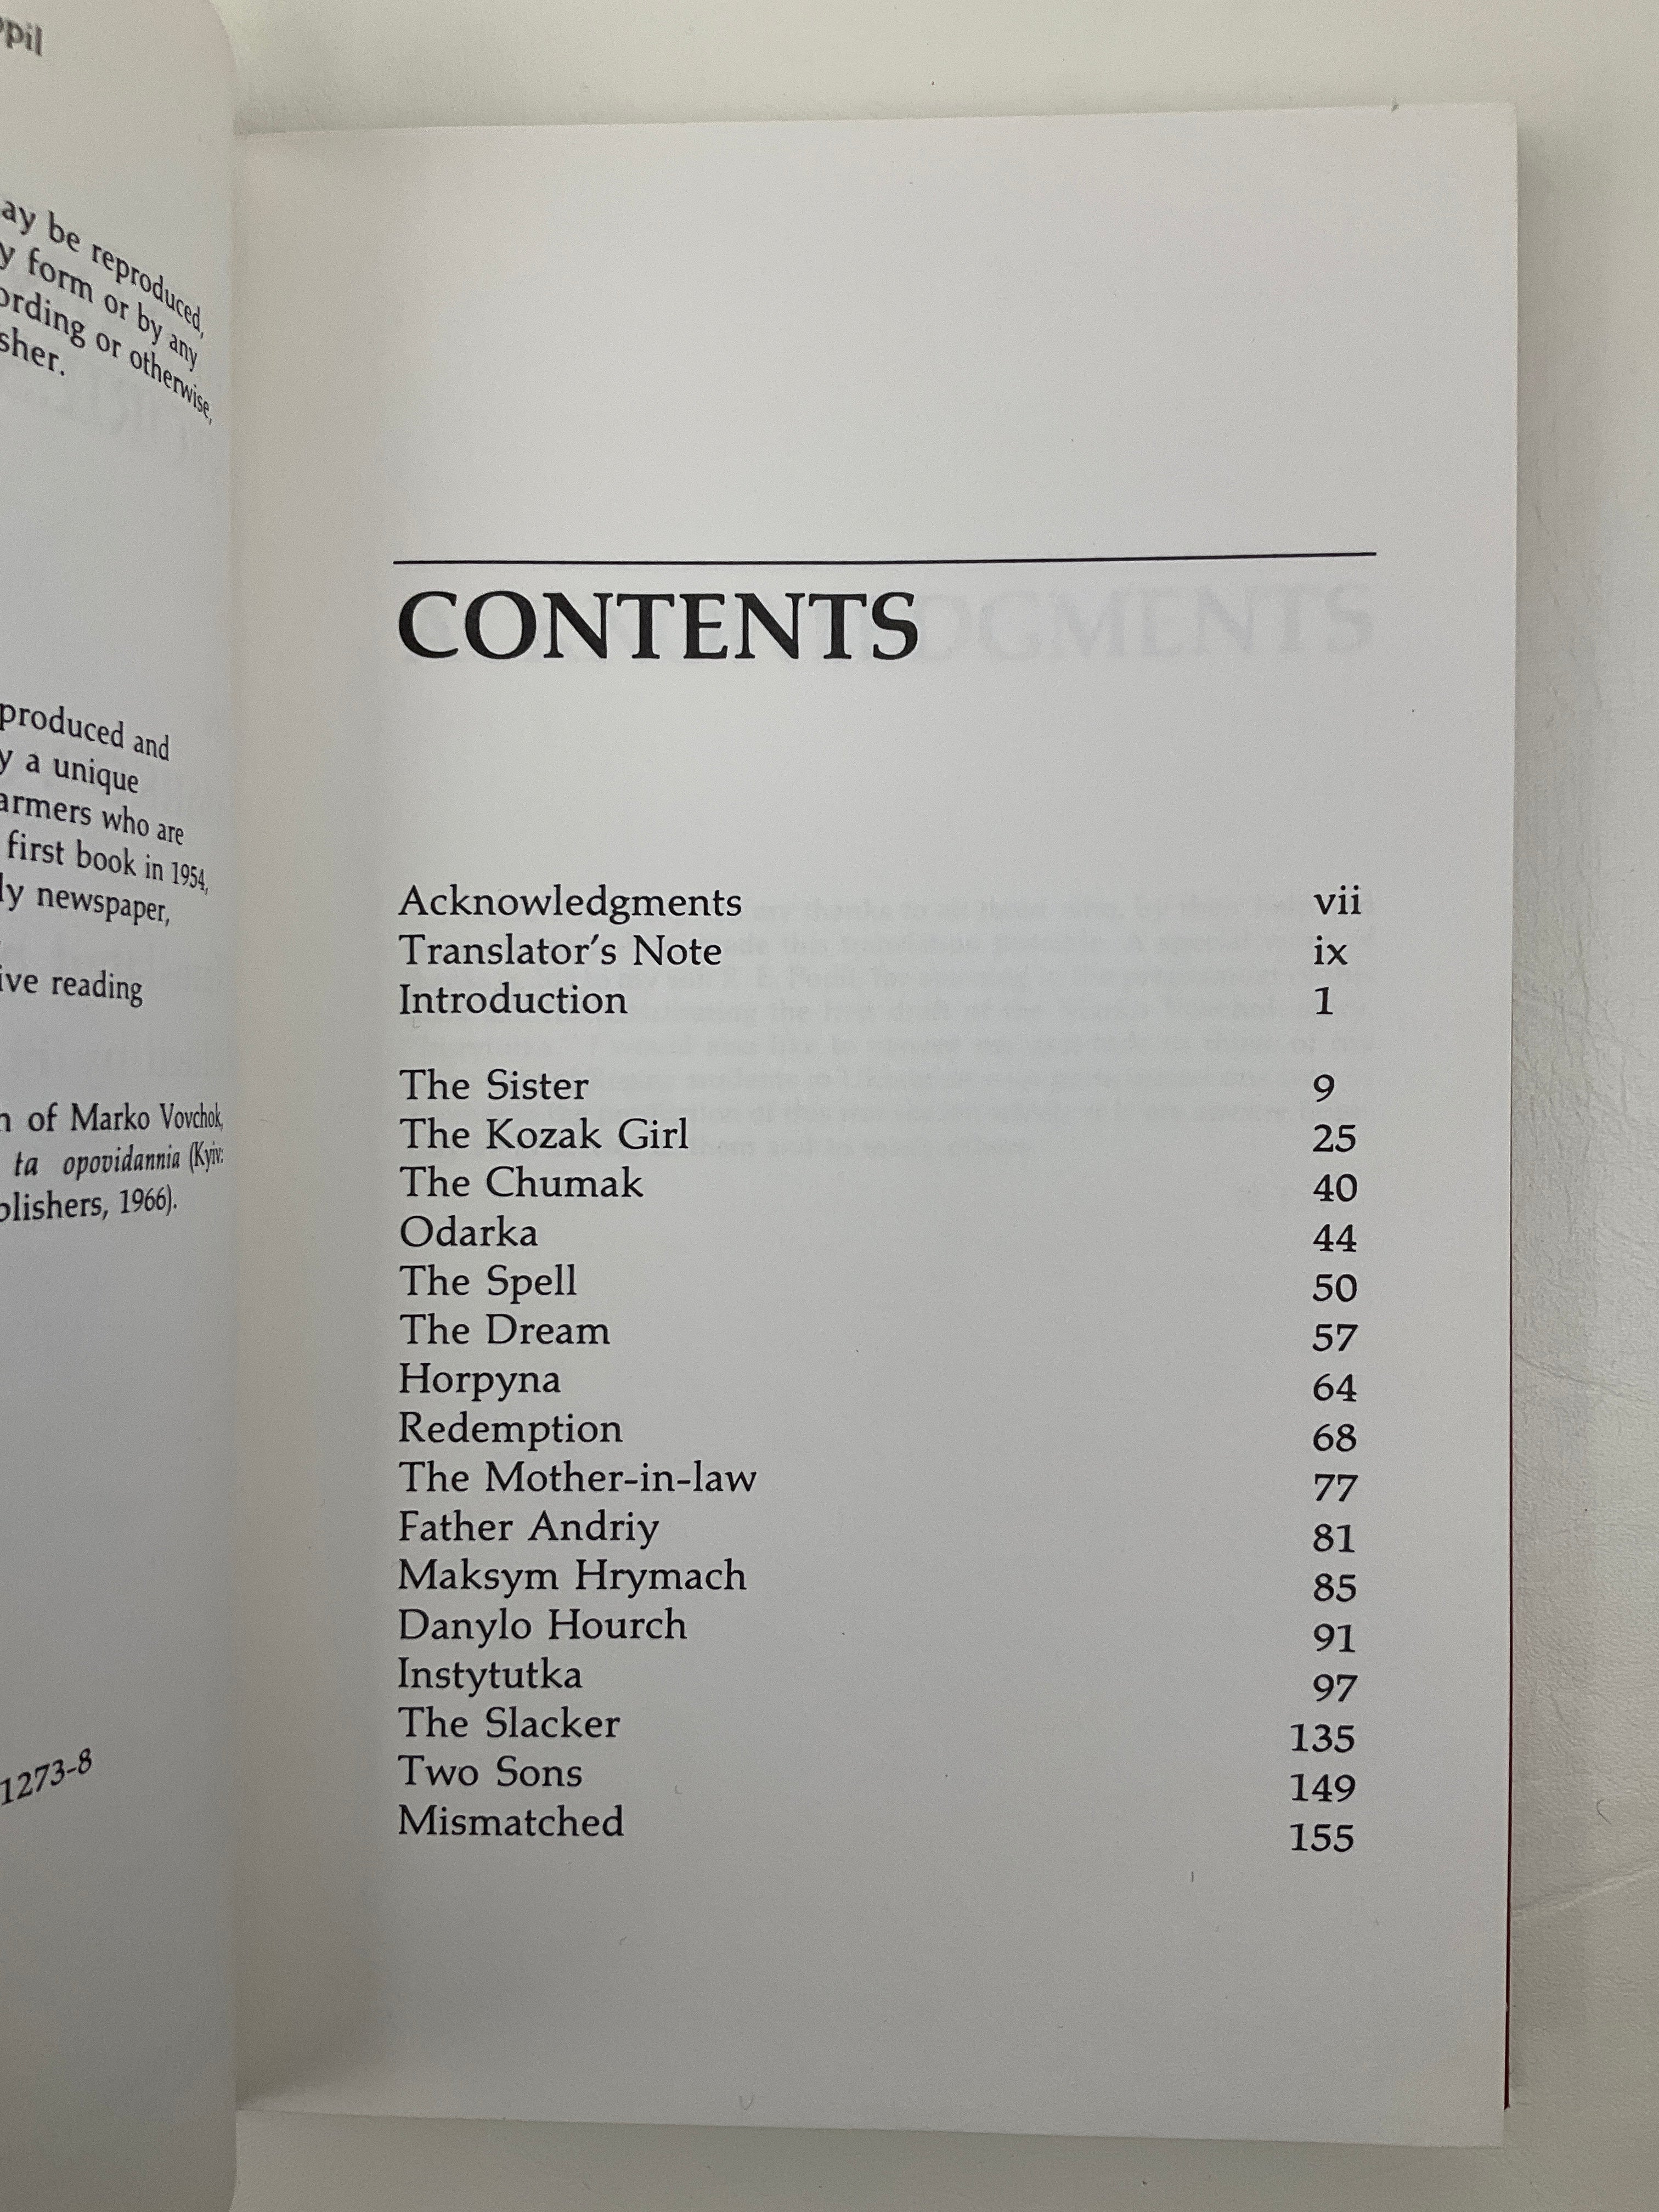 ay be reproduced,
y form or by any
ording or otherwise,
sher.
produced and
y a unique
armers who are
first book in 1954,
ly newspaper,
ive reading
of Marko Vovchok,
ta opovidannia (Kyiv:
blishers, 1966).
1273-8
CONTENTS
Acknowledgments vii
Translator's Note ix
Introduction 1
The Sister 9
The Kozak Girl 25
The Chumak 40
Odarka 44
The Spell 50
The Dream 57
Horpyna 64
Redemption 68
The Mother-in-law 77
Father Andriy 81
Maksym Hrymach 85
Danylo Hourch 91
Instytutka 97
The Slacker 135
Two Sons 149
Mismatched 155